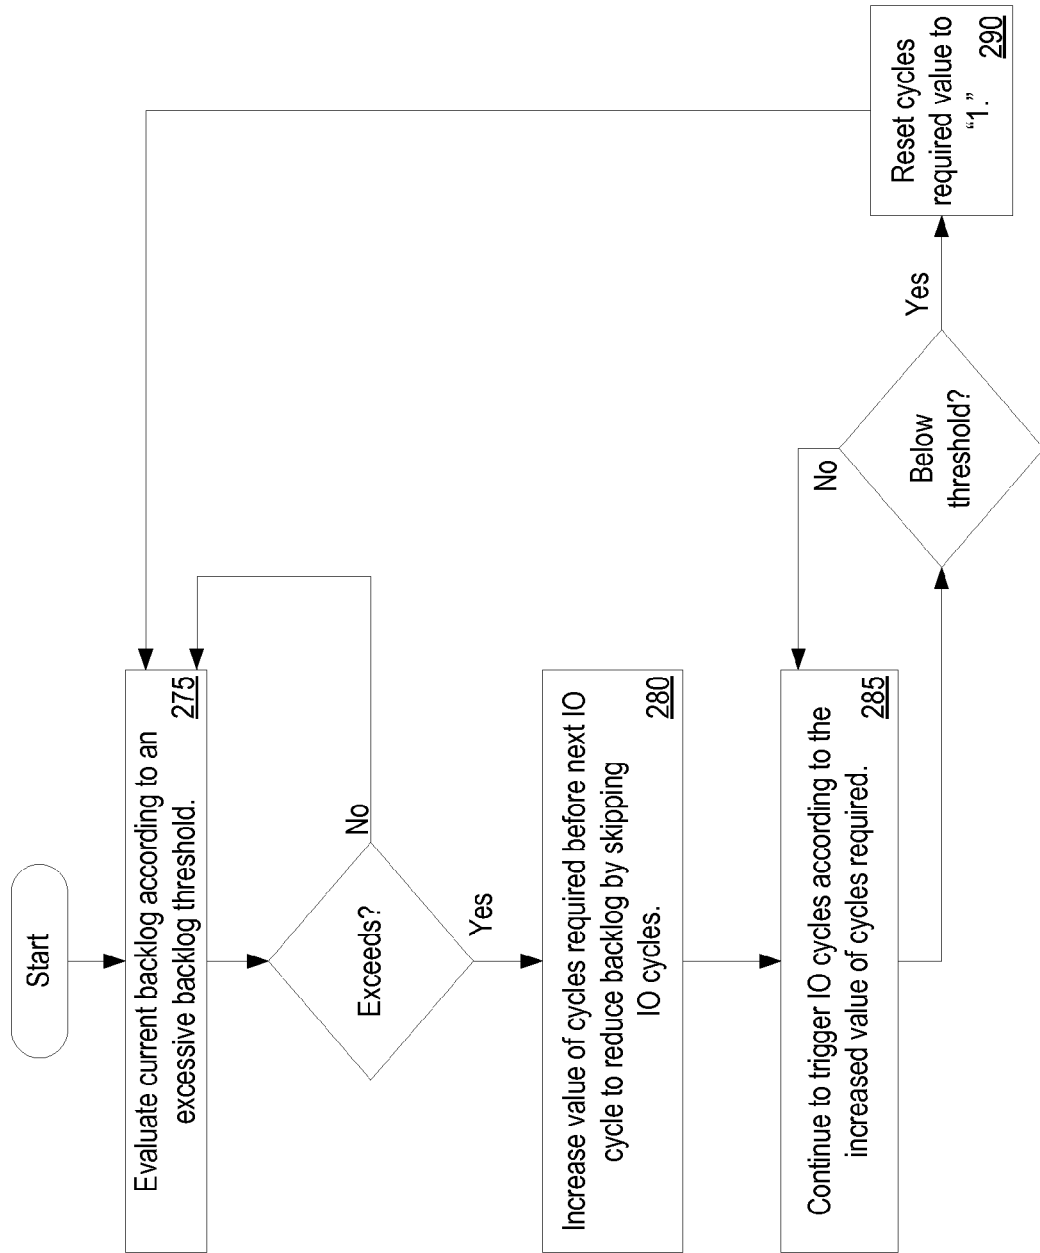 Start
Evaluate current backlog according to an
excessive backlog threshold.
275
Exceeds?
No
Yes
Increase value of cycles required before next IO
cycle to reduce backlog by skipping
IO cycles.
280
Continue to trigger IO cycles according to the
increased value of cycles required.
285
Below
threshold?
No
Yes
Reset cycles
required value to
“1.”
290